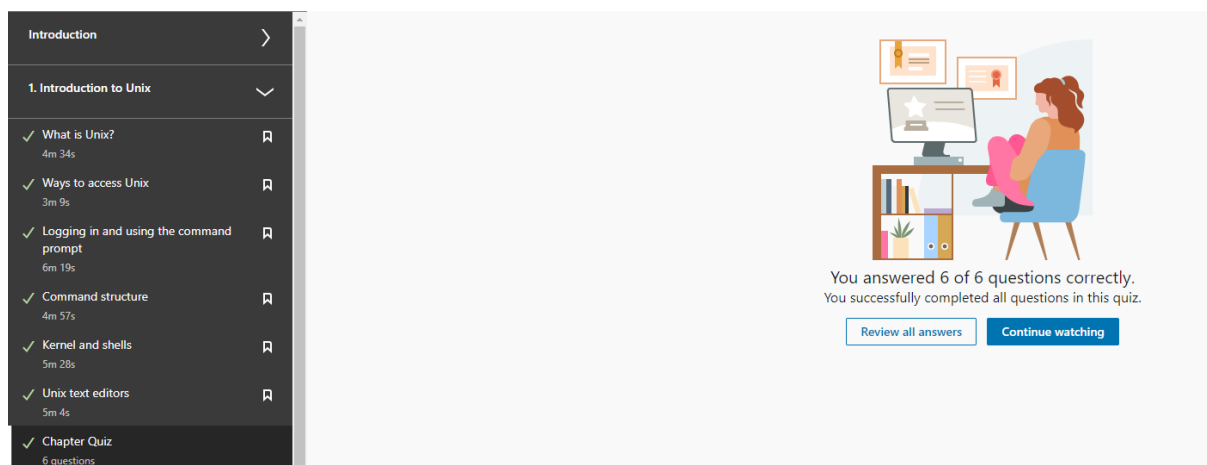 Introduction
1. Introduction to Unix
What is Unix?
4m 34s
Ways to access Unix
3m 9s
Logging in and using the command
prompt
6m 19s
Command structure
4m 57s
Kernel and shells
5m 28s
Unix text editors
5m 4s
Chapter Quiz
6 questions
You answered 6 of 6 questions correctly.
You successfully completed all questions in this quiz.
Review all answers
Continue watching